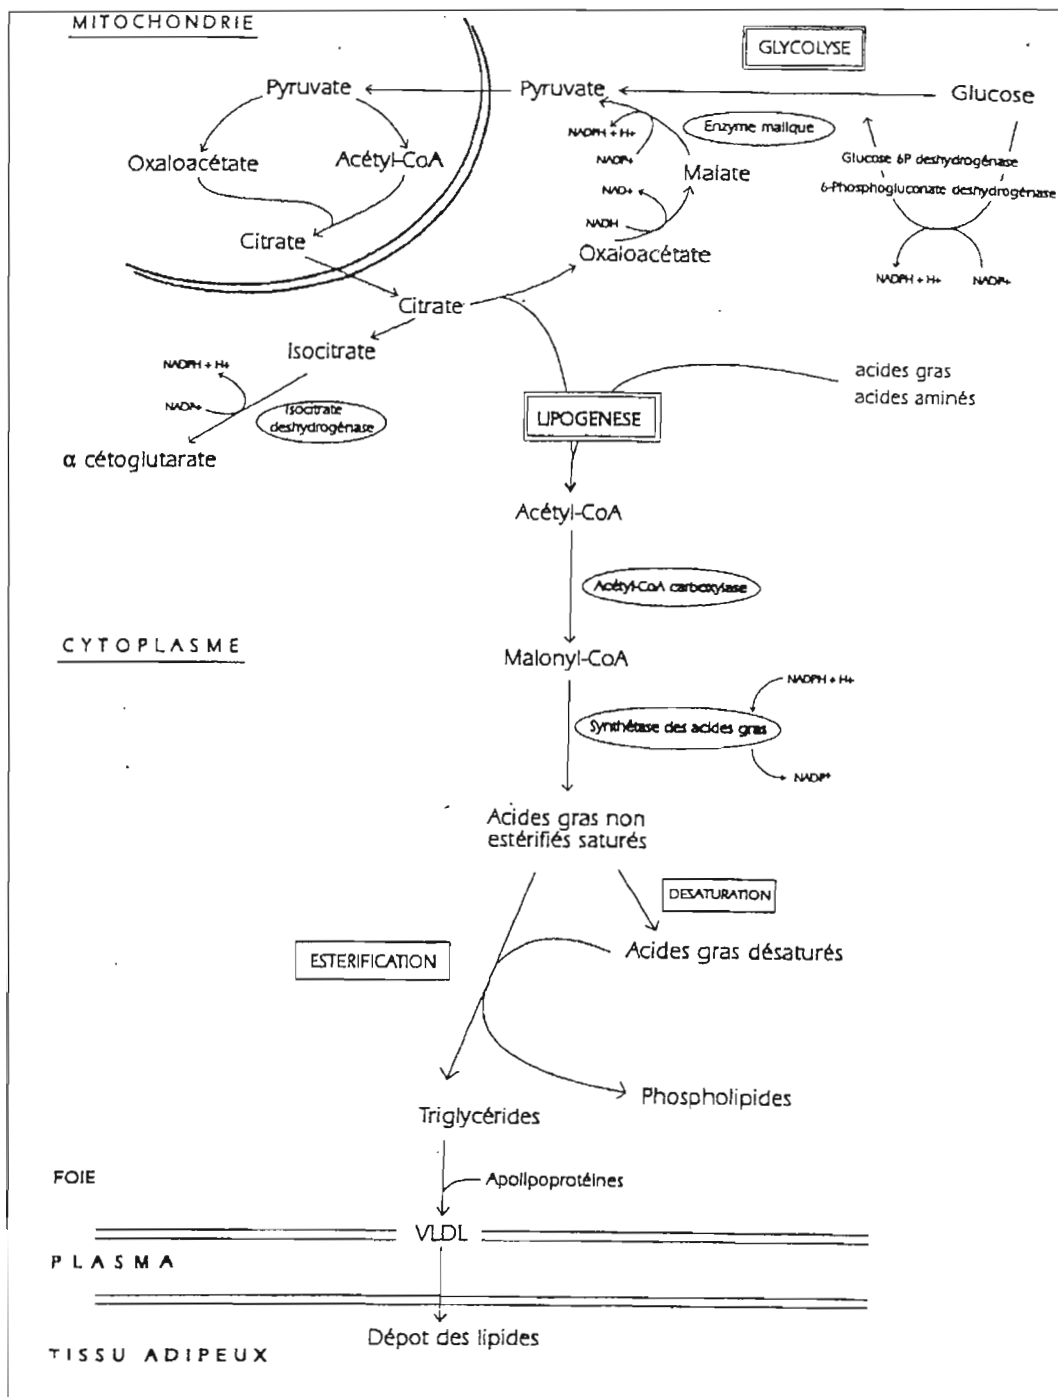 MITOCHONDRIE
GLYCOLYSE
Pyruvate
Pyruvate
Glucose
NADPH + H+
Enzyme malique
NADP+
Oxaloacétate
Acétyl-CoA
Malate
Glucose 6P deshydrogénase
6-Phosphogluconate deshydrogénase
NAD+
NADH
Citrate
Oxaloacétate
NADPH + H+
NADP+
Citrate
Isocitrate
NADPH + H+
NADP+
Isocitrate
deshydrogénase
acides gras
acides aminés
LIPOGENESE
α cétoglutarate
Acétyl-CoA
Acétyl-CoA carboxylase
CYTOPLASME
Malonyl-CoA
NADPH + H+
Synthétase des acides gras
NADP+
Acides gras non
estérifiés saturés
DESATURATION
ESTERIFICATION
Acides gras désaturés
Phospholipides
Triglycérides
FOIE
Apolipoprotéines
VLDL
PLASMA
Dépot des lipides
TISSU ADIPEUX